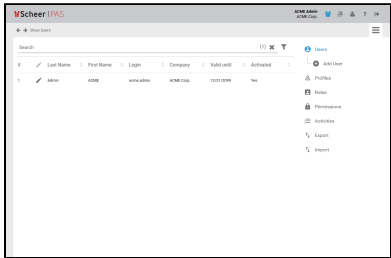 Scheer | PAS
ACME Admin
ACME Corp.
?
Show Users
Search
(1)
# Last Name First Name Login Company Valid until Activated
1 Admin ACME acme.admin ACME Corp. 12/31/2099 Yes
Users
Add User
Profiles
Roles
Permissions
Activities
Export
Import